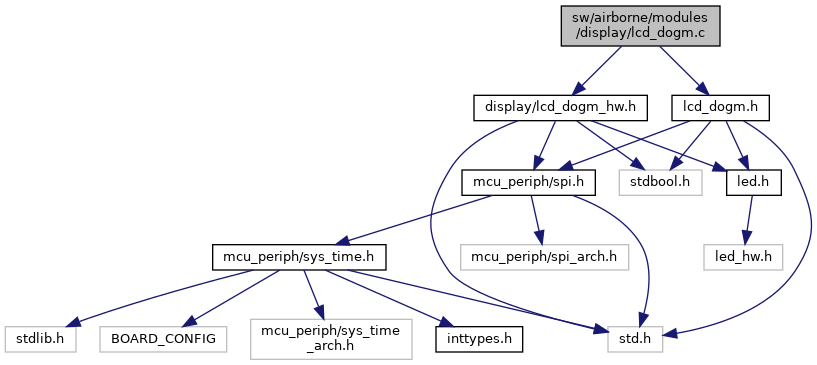 sw/airborne/modules
/display/lcd_dogm.c
display/lcd_dogm_hw.h
lcd_dogm.h
mcu_periph/spi.h
stdbool.h
led.h
mcu_periph/sys_time.h
mcu_periph/spi_arch.h
led_hw.h
stdlib.h
BOARD_CONFIG
mcu_periph/sys_time
_arch.h
inttypes.h
std.h